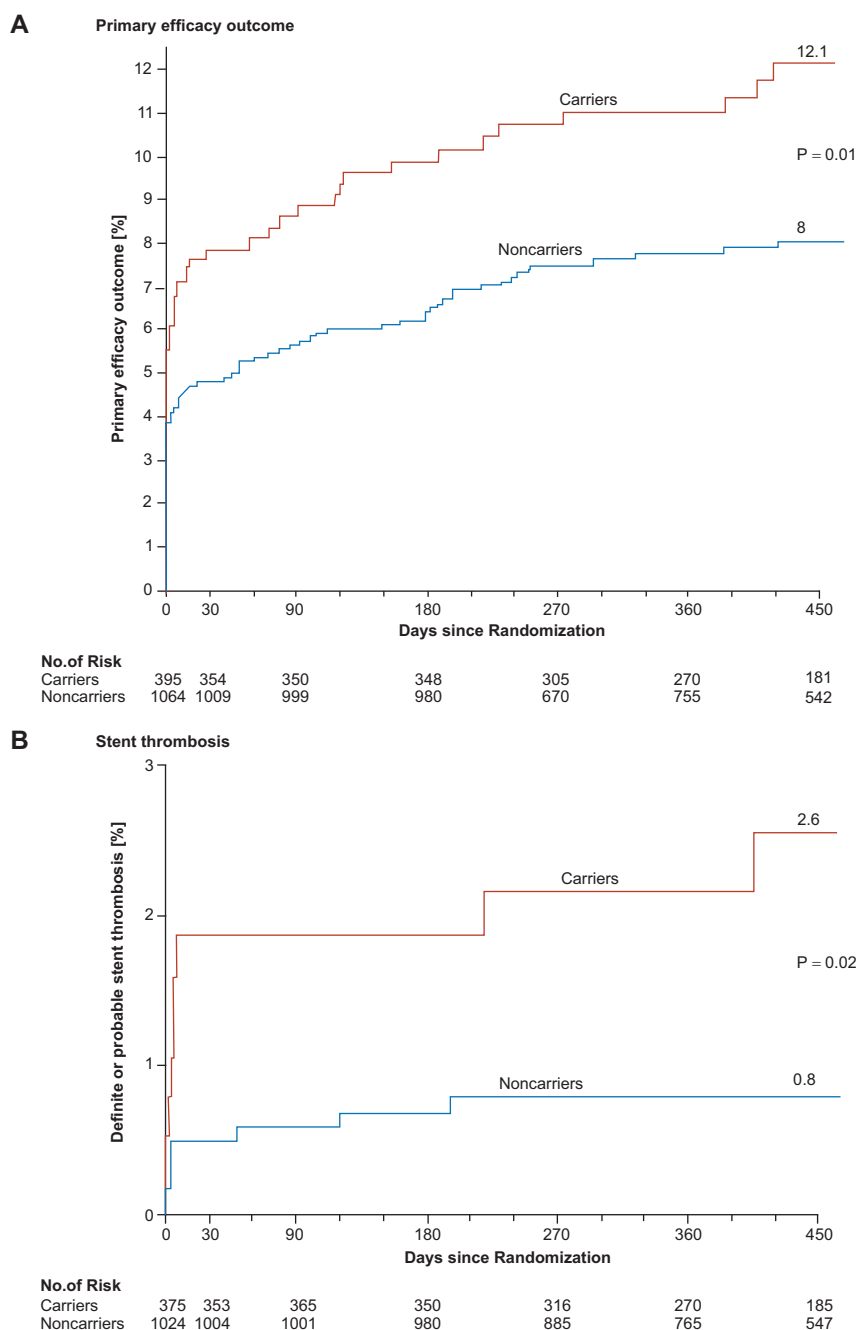 A
Primary efficacy outcome
Primary efficacy outcome [%]
12
11
10
9
8
7
6
5
4
3
2
1
0
12.1
Carriers
P = 0.01
8
Noncarriers
0 30 90 180 270 360 450
Days since Randomization
No.of Risk
Carriers 395 354 350 348 305 270 181
Noncarriers 1064 1009 999 980 670 755 542
B
Stent thrombosis
Definite or probable stent thrombosis [%]
3
2
1
0
2.6
Carriers
P = 0.02
Noncarriers
0.8
0 30 90 180 270 360 450
Days since Randomization
No.of Risk
Carriers 375 353 365 350 316 270 185
Noncarriers 1024 1004 1001 980 885 765 547